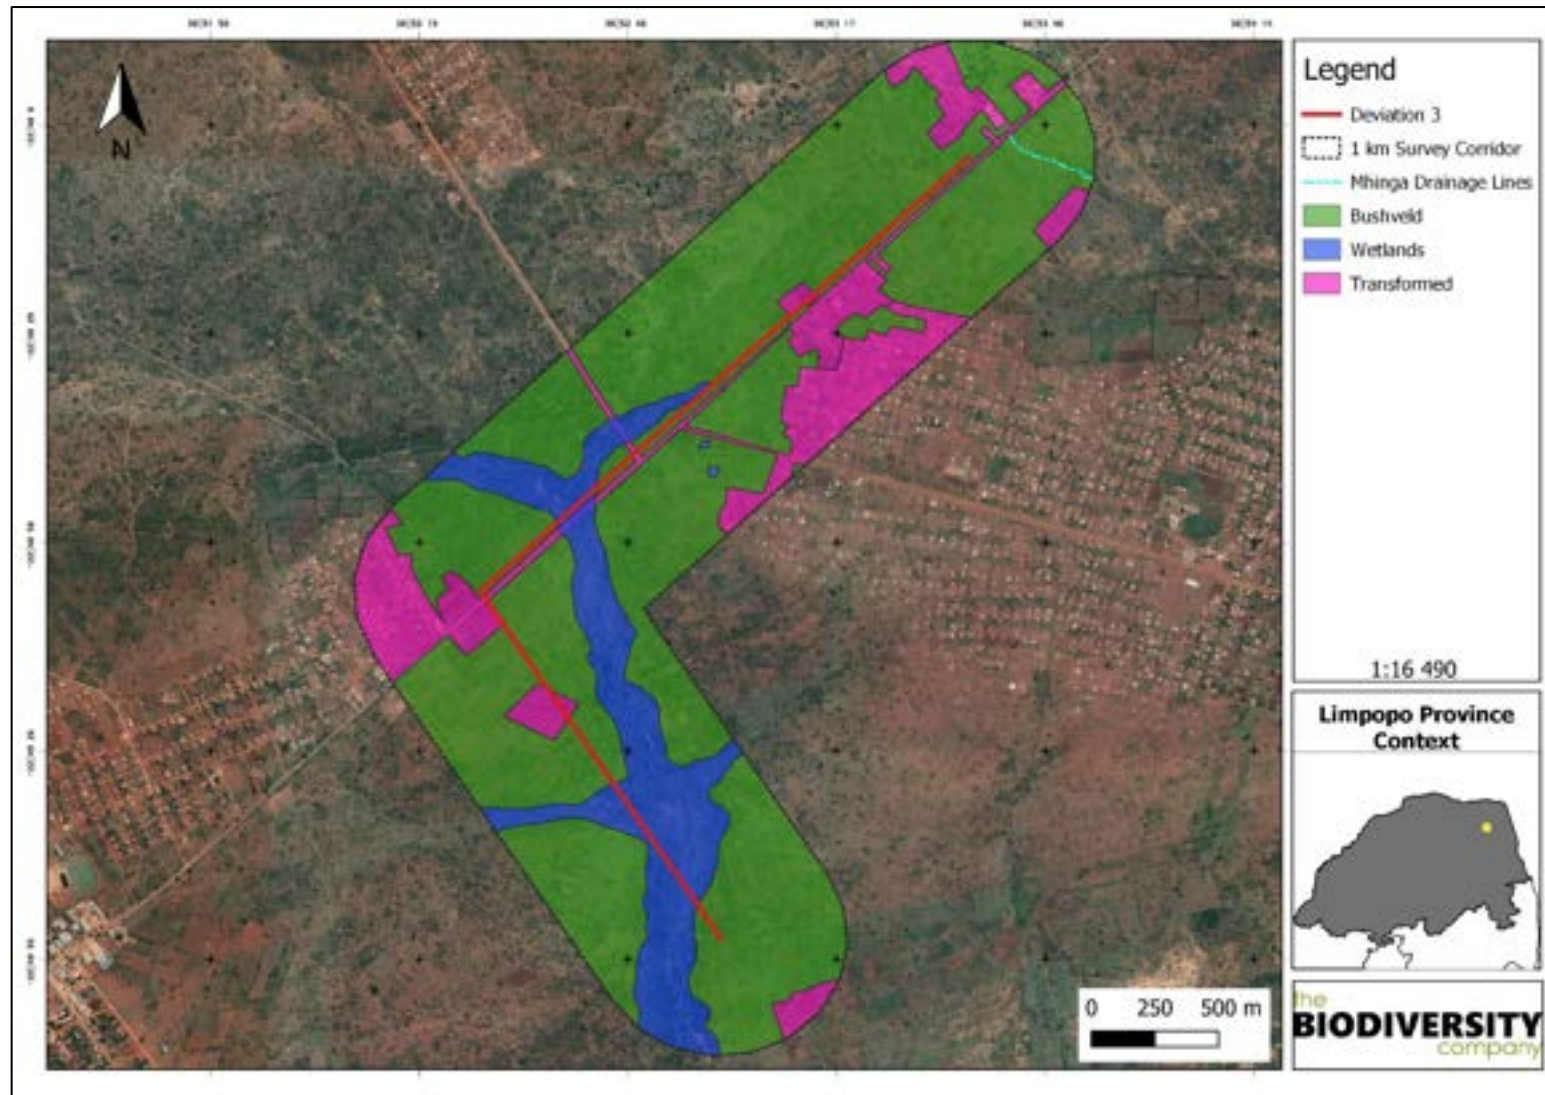 N
Legend
Deviation 3
1 km Survey Corridor
Mhinga Drainage Lines
Bushveld
Wetlands
Transformed
1:16 490
Limpopo Province
Context
0 250 500 m
the
BIODIVERSITY
company